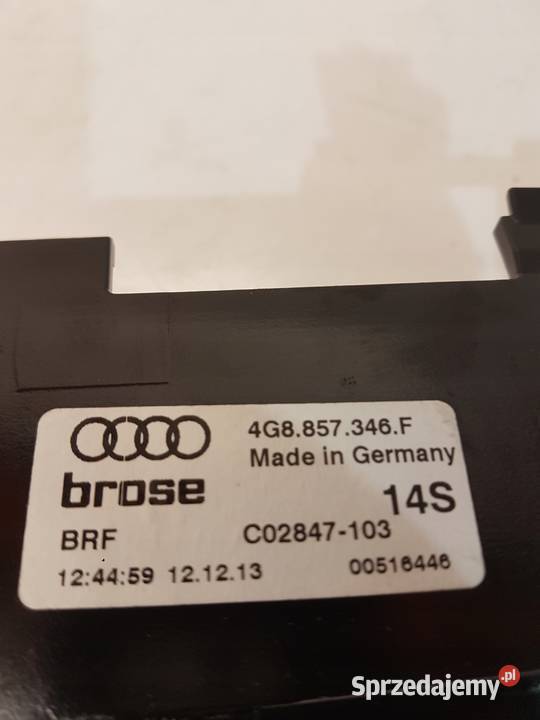 4G8.857.346.F
Made in Germany
brose
14S
BRF C02847-103
12:44:59 12.12.13 00516446
Sprzedajemy.pl